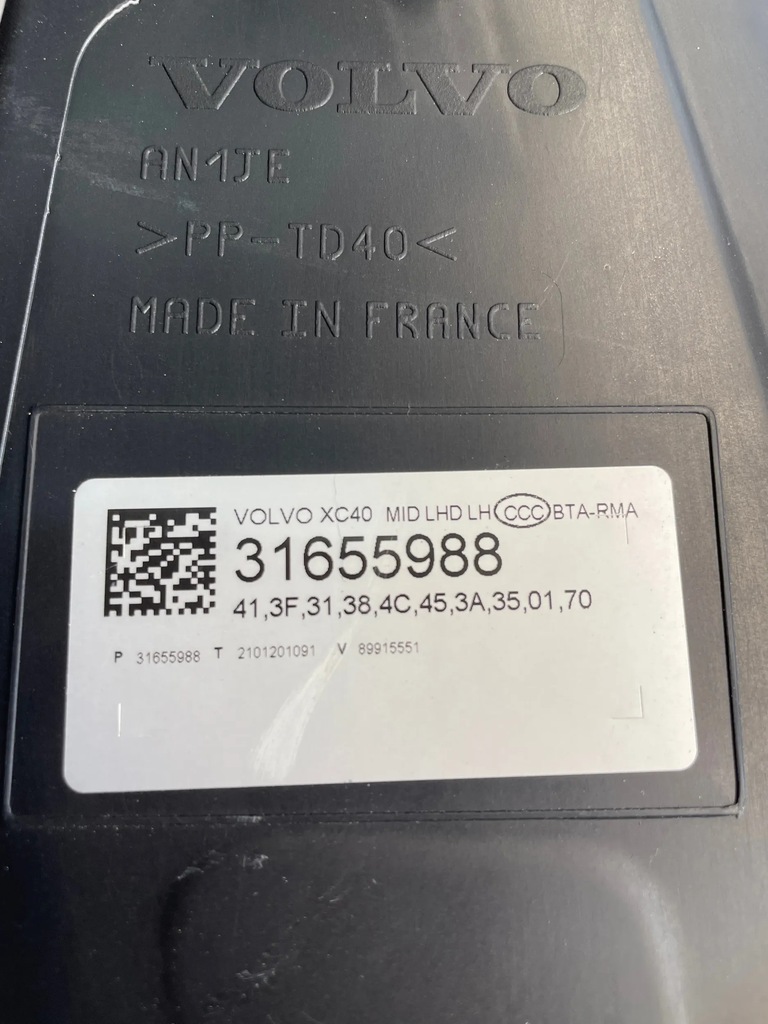 VOLVO
AN1JE
>PP-TD40<
MADE IN FRANCE
VOLVO XC40 MID LHD LH CCC BTA-RMA
31655988
41,3F,31,38,4C,45,3A,35,01,70
P 31655988 T 2101201091 V 89915551